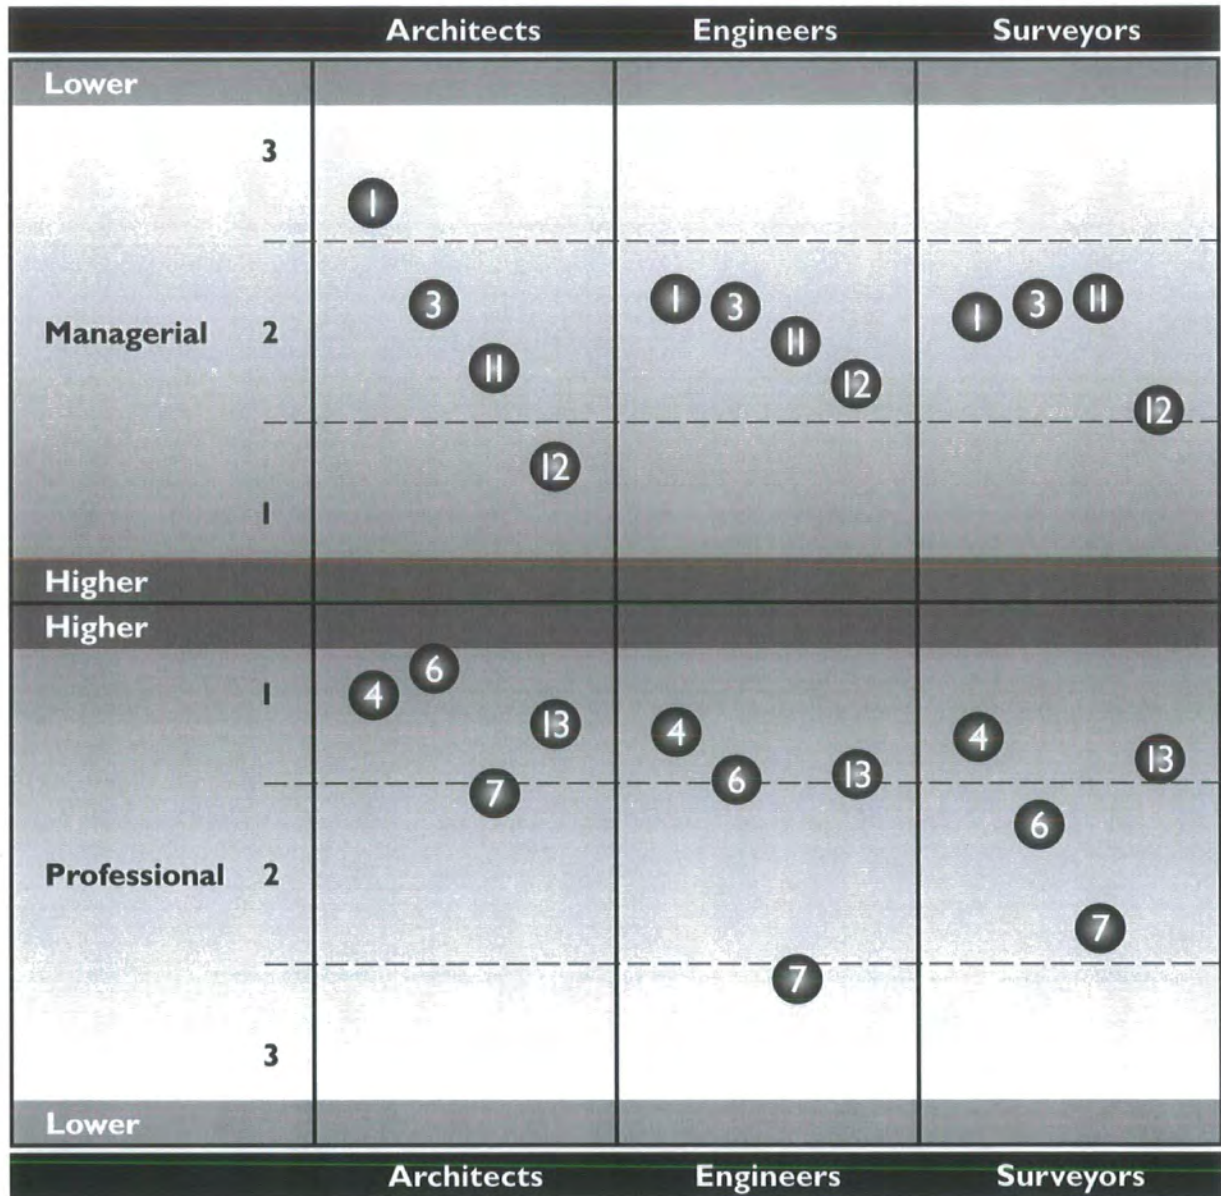 Architects Engineers Surveyors
Lower
3
1
3 1 3 11 1 3 11
Managerial 2
11 12 12
12
1
Higher
Higher
4 6 13 4 6 13 4 13
1
7 6
Professional 2
7
7
3
Lower
Architects Engineers Surveyors